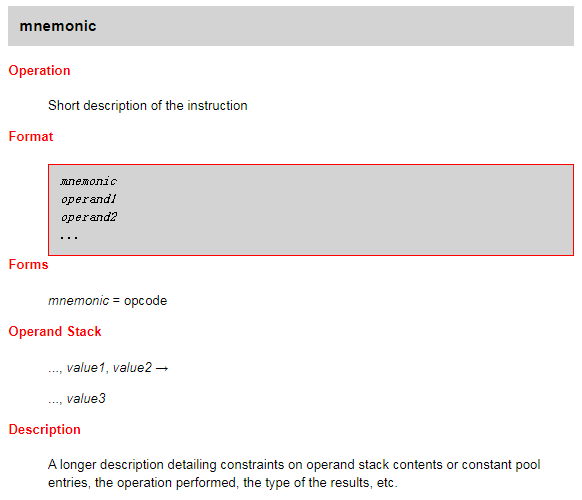 mnemonic
Operation
Short description of the instruction
Format
mnemonic
operand1
operand2
...
Forms
mnemonic = opcode
Operand Stack
..., value1, value2 →
..., value3
Description
A longer description detailing constraints on operand stack contents or constant pool
entries, the operation performed, the type of the results, etc.